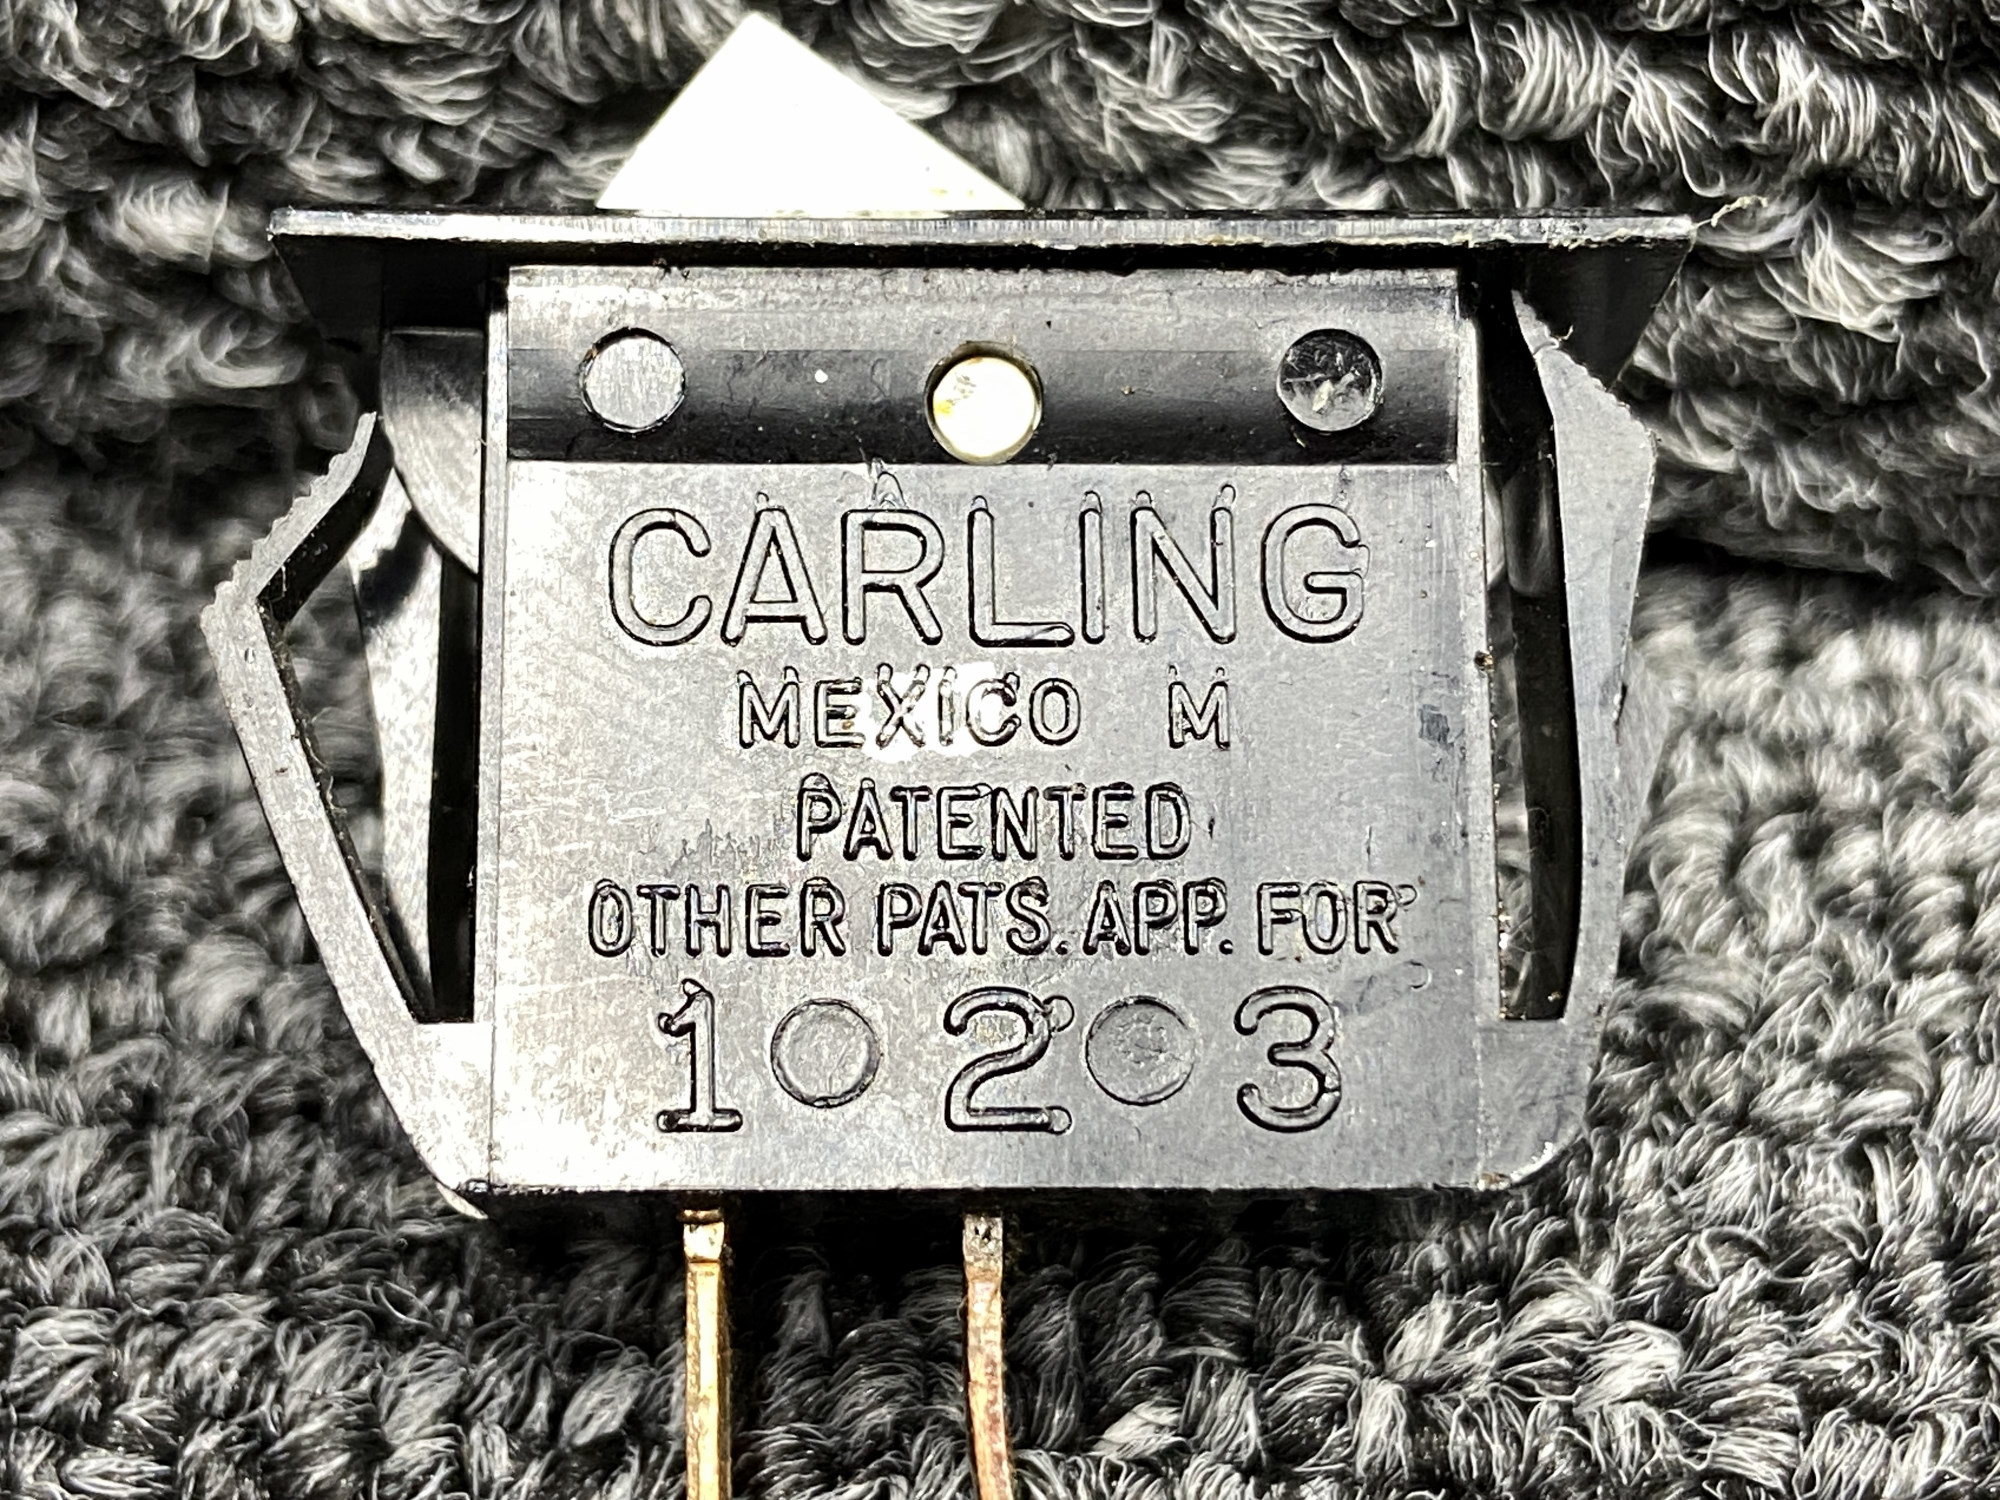 CARLING
MEXICO M
PATENTED
OTHER PATS. APP. FOR
1 2 3